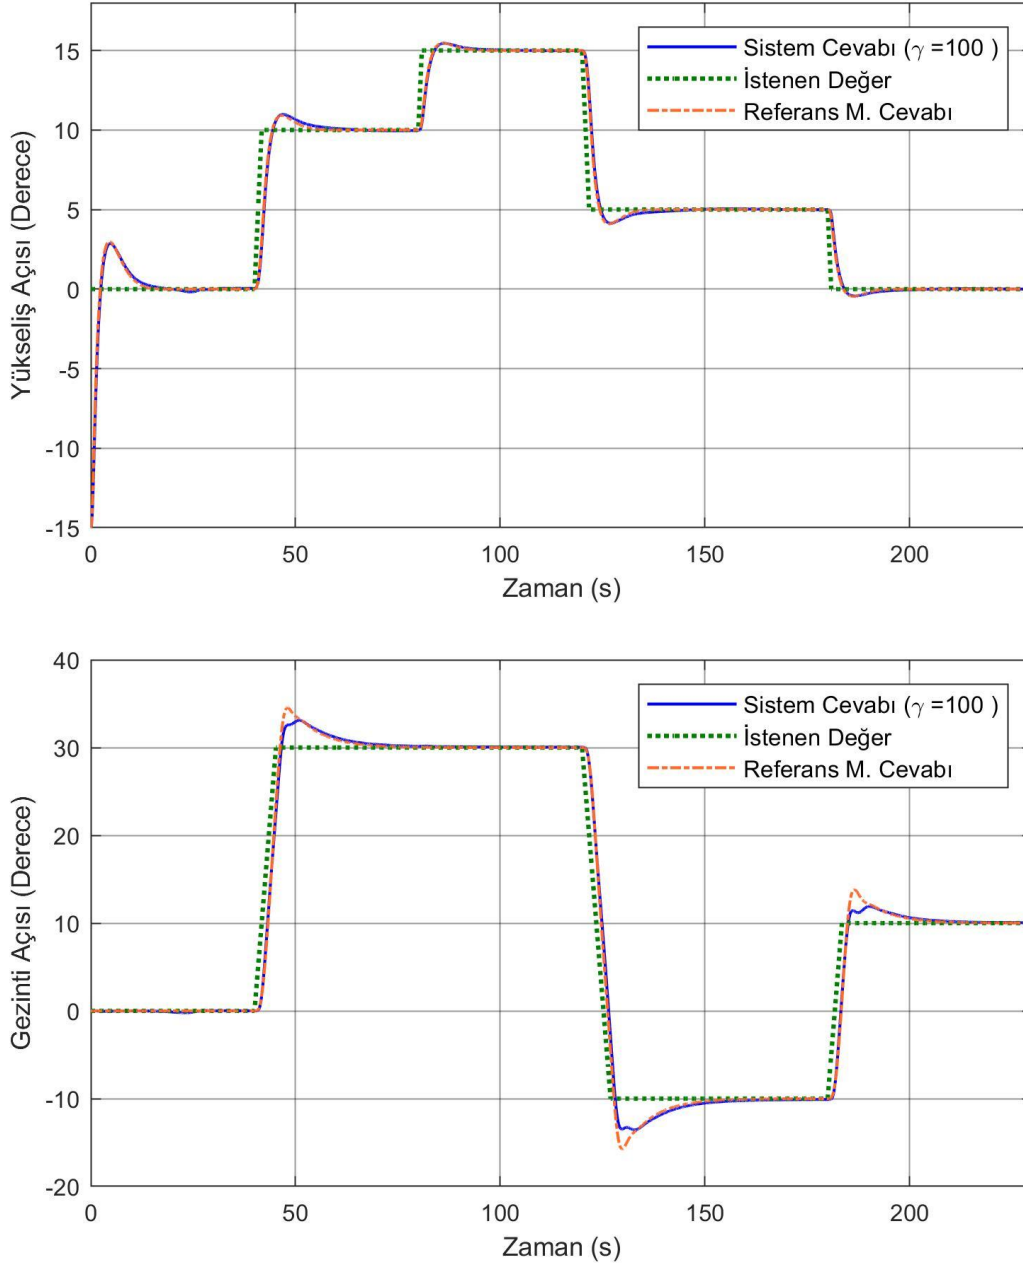 15
10
5
0
-5
-10
-15
Yükseliş Açısı (Derece)
Sistem Cevabı (γ =100 )
İstenen Değer
Referans M. Cevabı
0
50
100
150
200
Zaman (s)
40
30
20
10
0
-10
-20
Gezinti Açısı (Derece)
Sistem Cevabı (γ =100 )
İstenen Değer
Referans M. Cevabı
0
50
100
150
200
Zaman (s)